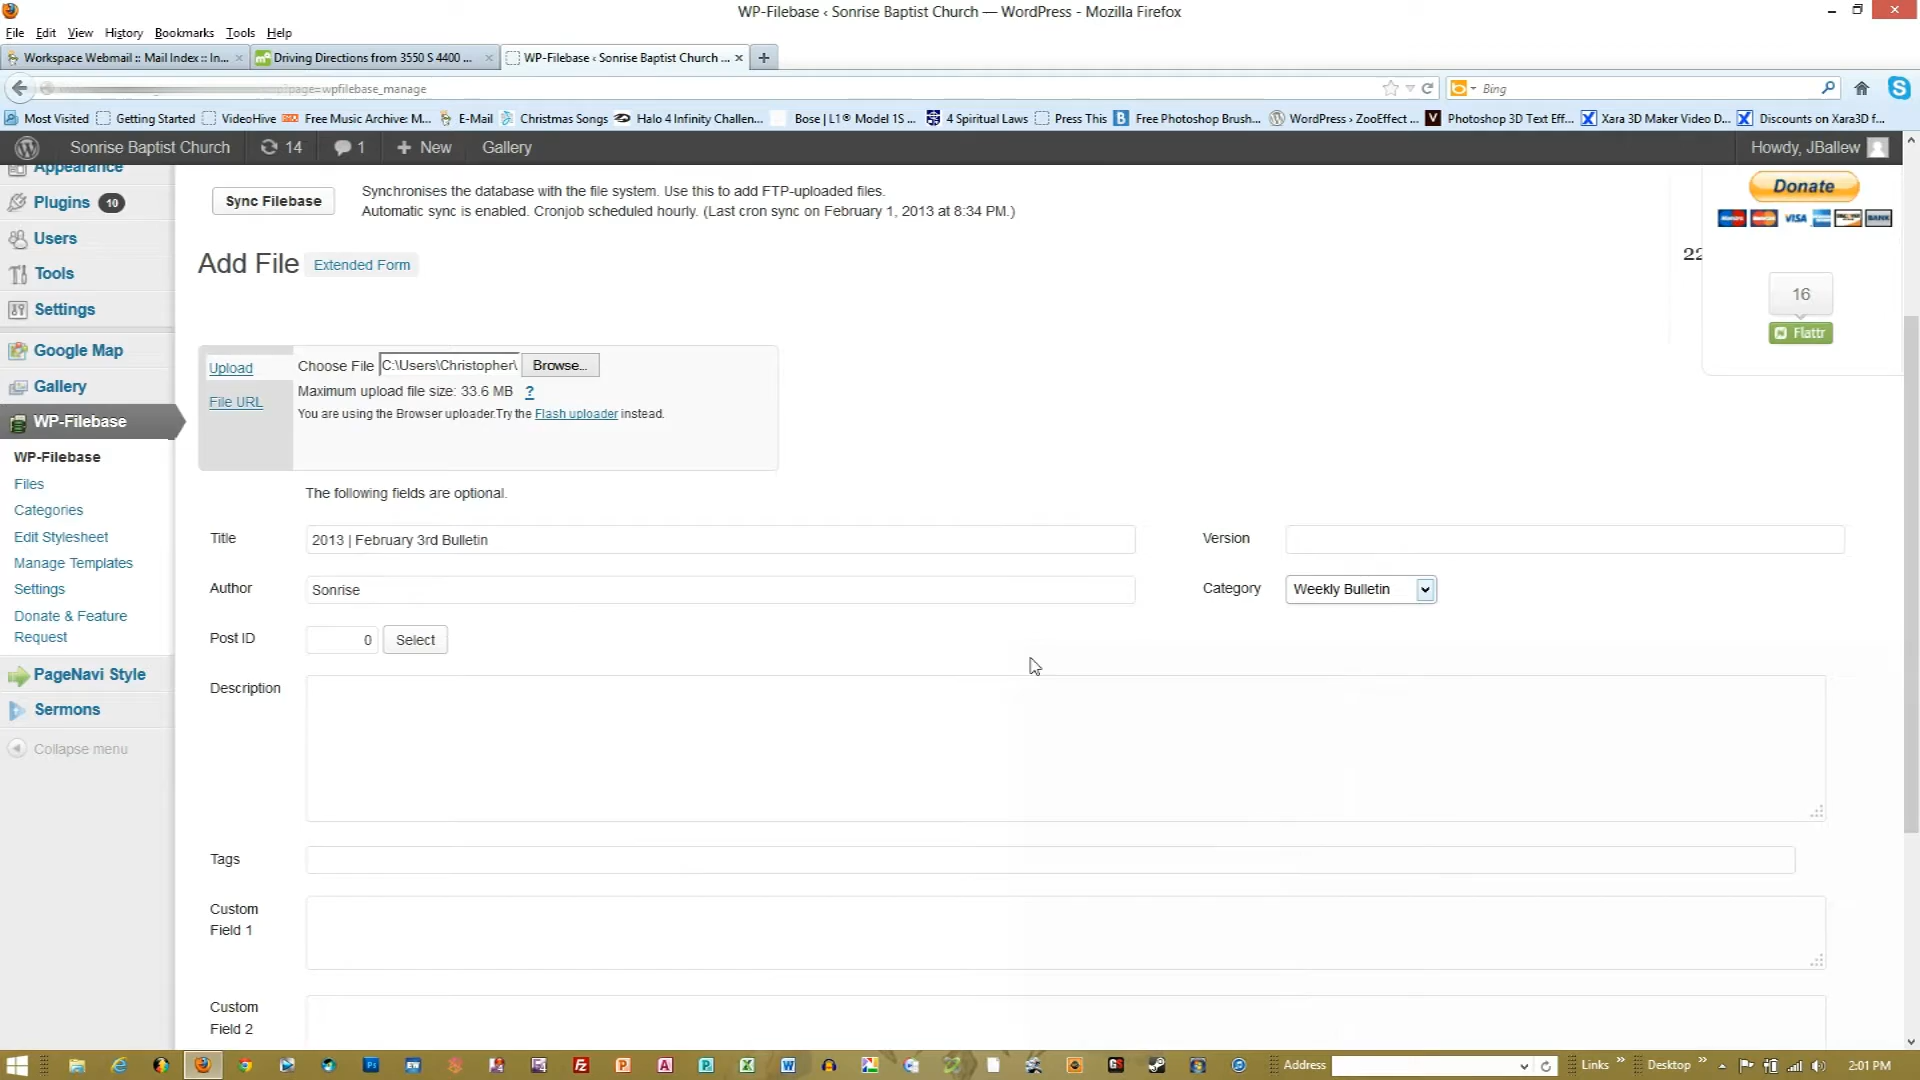 WP-Filebase ‹ Sonrise Baptist Church — WordPress - Mozilla Firefox
File Edit View History Bookmarks Tools Help
Workspace Webmail :: Mail Index :: In... × Driving Directions from 3550 S 4400 ... × WP-Filebase ‹ Sonrise Baptist Church ... × +
?page=wpfilebase_manage Bing
Most Visited Getting Started VideoHive Free Music Archive: M... E-Mail Christmas Songs Halo 4 Infinity Challen... Bose | L1® Model 1S ... 4 Spiritual Laws Press This Free Photoshop Brush... WordPress › ZooEffect ... Photoshop 3D Text Eff... Xara 3D Maker Video D... Discounts on Xara3D f...
Sonrise Baptist Church 14 1 + New Gallery Howdy, JBallew
Appearance
Plugins 10
Users
Tools
Settings
Google Map
Gallery
WP-Filebase
WP-Filebase
Files
Categories
Edit Stylesheet
Manage Templates
Settings
Donate & Feature
Request
PageNavi Style
Sermons
Collapse menu
Sync Filebase
Synchronises the database with the file system. Use this to add FTP-uploaded files.
Automatic sync is enabled. Cronjob scheduled hourly. (Last cron sync on February 1, 2013 at 8:34 PM.)
Donate
VISA
BANK
22
16
Flattr
Add File Extended Form
Upload
File URL
Choose File C:\Users\Christopher\ Browse...
Maximum upload file size: 33.6 MB ?
You are using the Browser uploader.Try the Flash uploader instead.
The following fields are optional.
Title 2013 | February 3rd Bulletin Version
Author Sonrise Category Weekly Bulletin
Post ID 0 Select
Description
Tags
Custom
Field 1
Custom
Field 2
Address Links » Desktop » 2:01 PM